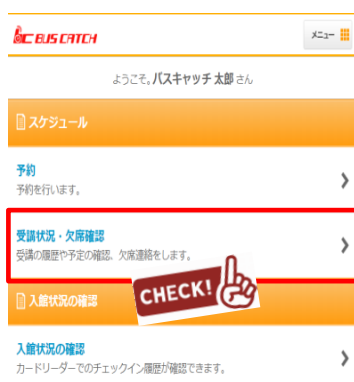 BUS CATCH
メニュー
ようこそ。バスキャッチ 太郎 さん
スケジュール
予約
予約を行います。
受講状況・欠席確認
受講の履歴や予定の確認、欠席連絡をします。
CHECK!
入館状況の確認
入館状況の確認
カードリーダーでのチェックイン履歴が確認できます。